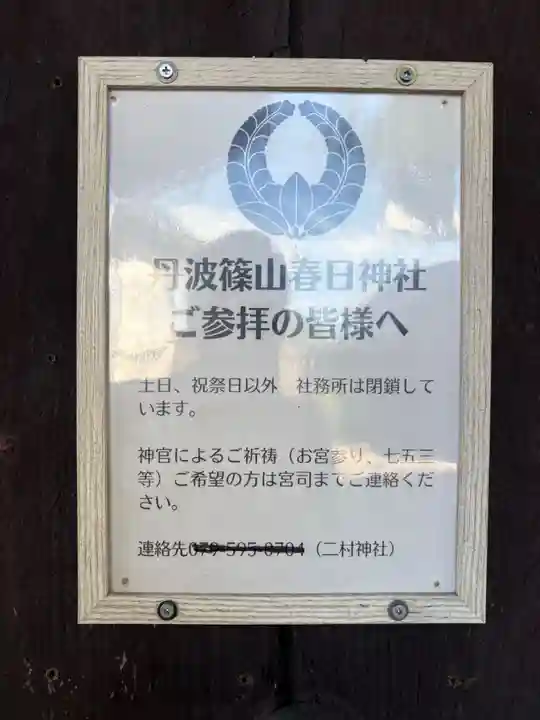 丹波篠山春日神社
ご参拝の皆様へ
土日、祝祭日以外　社務所は閉鎖して
います。
神官によるご祈祷（お宮参り、七五三
等）ご希望の方は宮司までご連絡くだ
さい。
連絡先（二村神社）